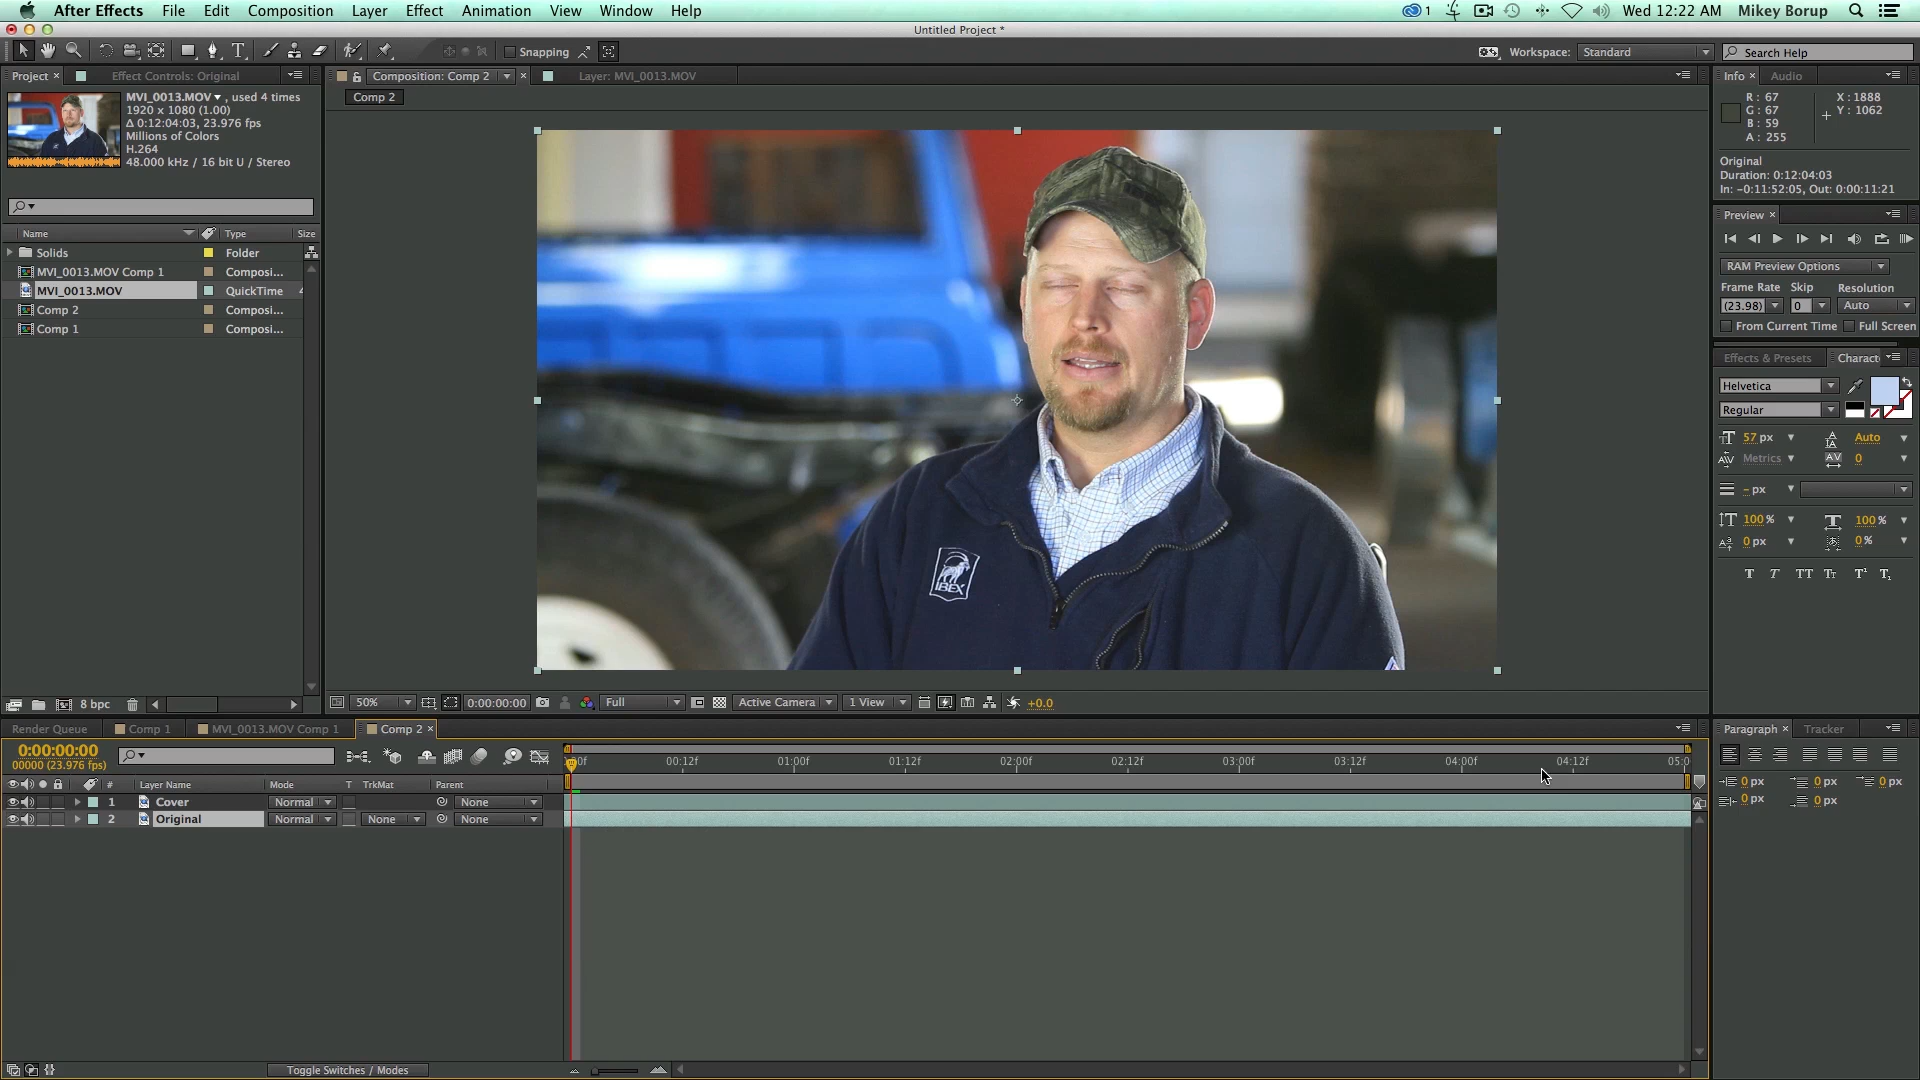 After Effects File Edit Composition Layer Effect Animation View Window Help 1 Wed 12:22 AM Mikey Borup
Untitled Project *
T Snapping Workspace: Standard Search Help
Project × Effect Controls: Original Composition: Comp 2 × Layer: MVI_0013.MOV Info × Audio
MVI_0013.MOV , used 4 times
1920 x 1080 (1.00)
Δ 0:12:04:03, 23.976 fps
Millions of Colors
H.264
48.000 kHz / 16 bit U / Stereo
Comp 2
R : 67 X : 1888
G : 67 Y : 1062
B : 59
A : 255
Original
Duration: 0:12:04:03
In: -0:11:52:05, Out: 0:00:11:21
Name Type Size
Solids Folder
MVI_0013.MOV Comp 1 Composi...
MVI_0013.MOV QuickTime 4
Comp 2 Composi...
Comp 1 Composi...
Preview ×
RAM Preview Options
Frame Rate Skip Resolution
(23.98) 0 Auto
From Current Time Full Screen
Effects & Presets Charact
Helvetica
Regular
57 px Auto
Metrics 0
- px
100 % 100 %
0 px 0 %
T T TT Tr T¹ T₁
IBEX
8 bpc
50% 0:00:00:00 Full Active Camera 1 View +0.0
Render Queue Comp 1 MVI_0013.MOV Comp 1 Comp 2 × Paragraph × Tracker
0:00:00:00
00000 (23.976 fps)
:00f 00:12f 01:00f 01:12f 02:00f 02:12f 03:00f 03:12f 04:00f 04:12f 05:0
# Layer Name Mode T TrkMat Parent
1 Cover Normal None
2 Original Normal None None
0 px 0 px 0 px
0 px 0 px
Toggle Switches / Modes